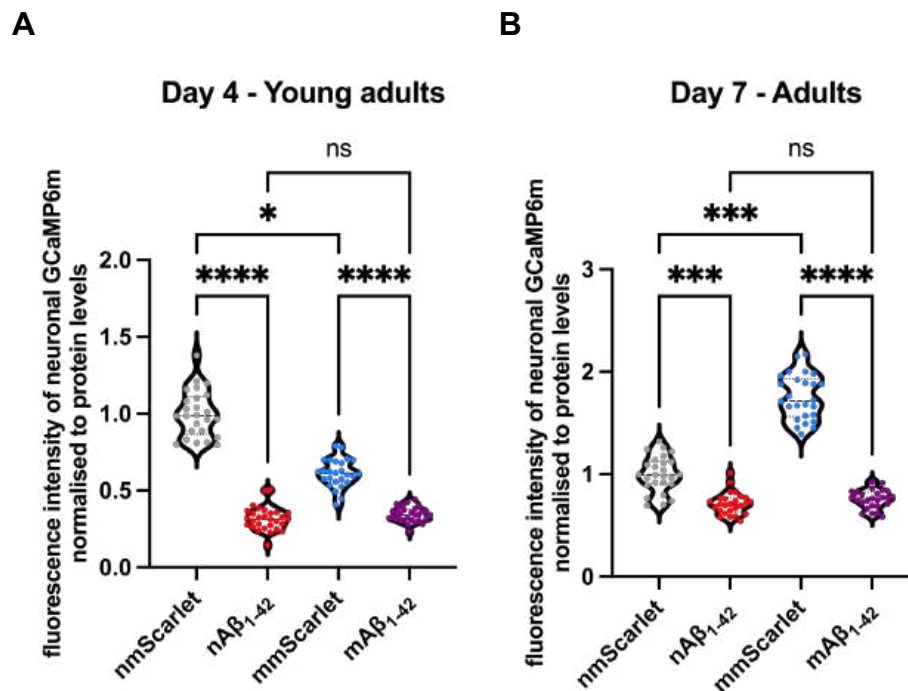 A
Day 4 - Young adults
fluorescence intensity of neuronal GCaMP6m
normalised to protein levels
ns
*
**** ****
2.0
1.5
1.0
0.5
0.0
nmScarlet
nAβ₁₋₄₂
mmScarlet
mAβ₁₋₄₂
B
Day 7 - Adults
fluorescence intensity of neuronal GCaMP6m
normalised to protein levels
ns
***
*** ****
3
2
1
0
nmScarlet
nAβ₁₋₄₂
mmScarlet
mAβ₁₋₄₂